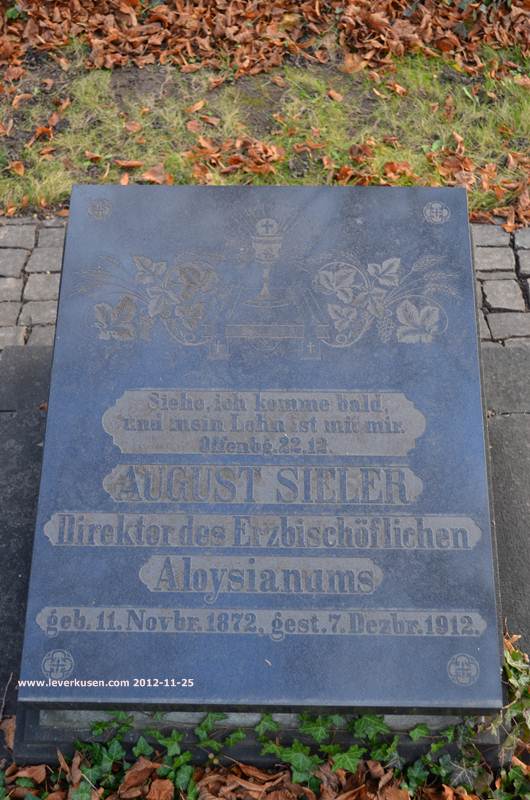 Siehe, ich komme bald,
und mein Lohn ist mit mir.
Offenbg. 22, 12.
AUGUST SIELER
Direktor des Erzbischöflichen
Aloysianums
geb. 11. Novbr. 1872, gest. 7. Dezbr. 1912.
www.leverkusen.com 2012-11-25